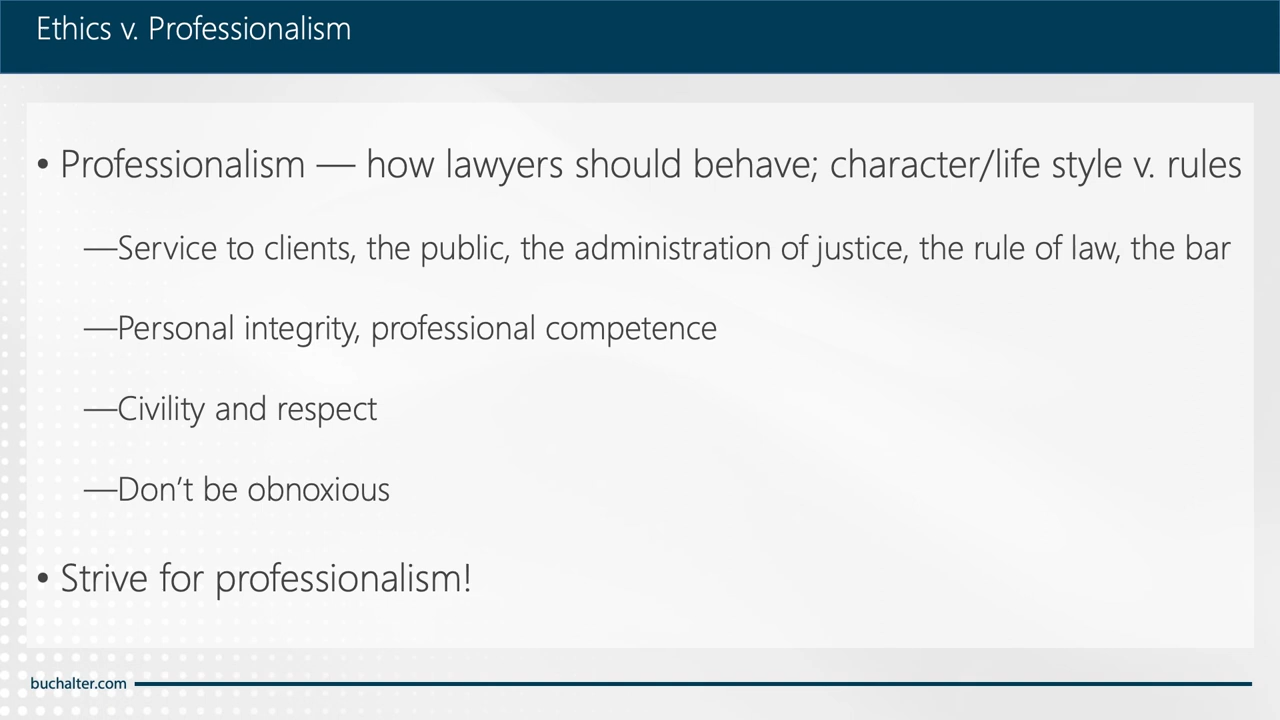 Ethics v. Professionalism
• Professionalism — how lawyers should behave; character/life style v. rules
—Service to clients, the public, the administration of justice, the rule of law, the bar
—Personal integrity, professional competence
—Civility and respect
—Don’t be obnoxious
• Strive for professionalism!
buchalter.com